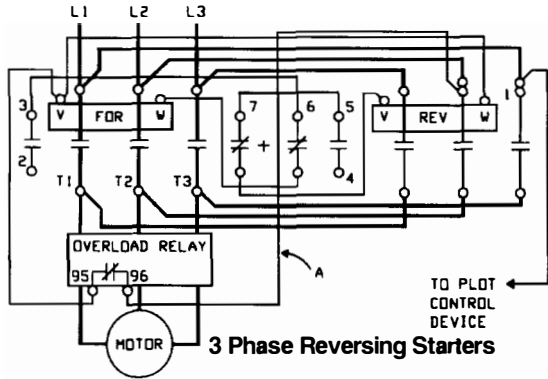 L1 L2 L3
3 V FOR W 7 6 5 V REV W 1
+
2 4
T1 T2 T3
OVERLOAD RELAY
95 96
A
TO PLOT
CONTROL
DEVICE
MOTOR
3 Phase Reversing Starters